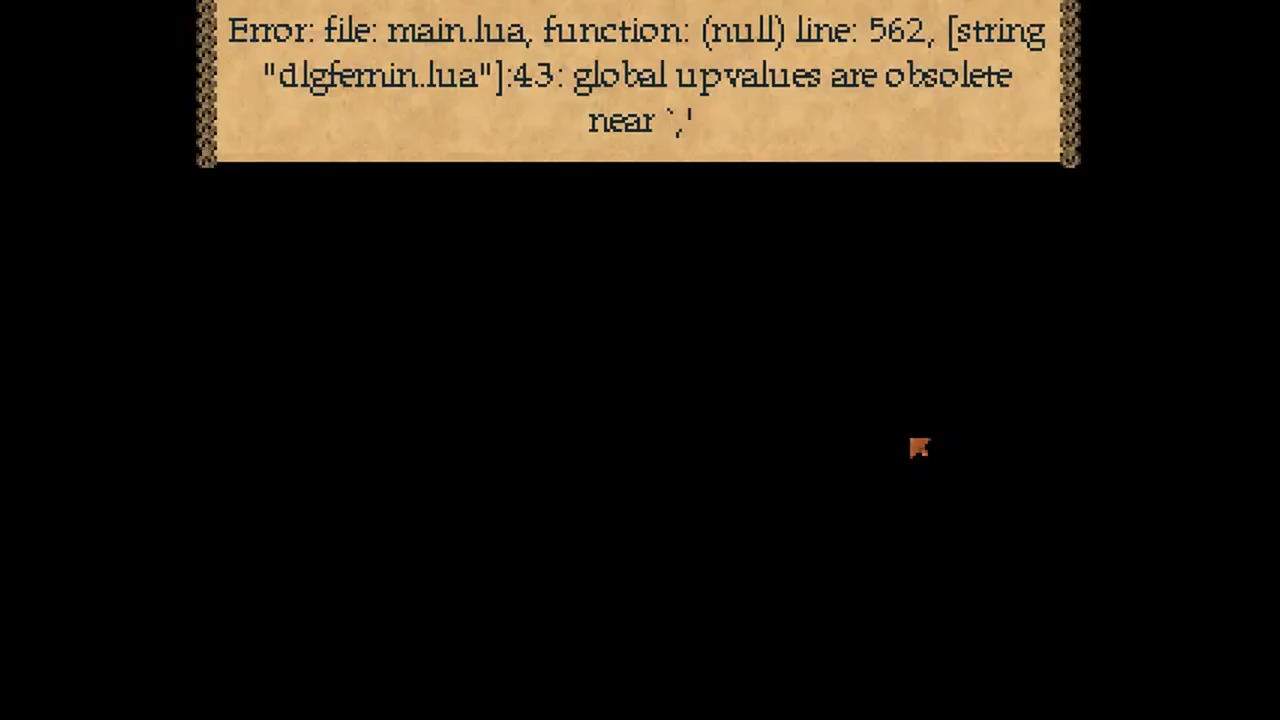 Error: file: main.lua, function: (null) line: 562, [string
"dlgfemin.lua"]:43: global upvalues are obsolete
near `,'